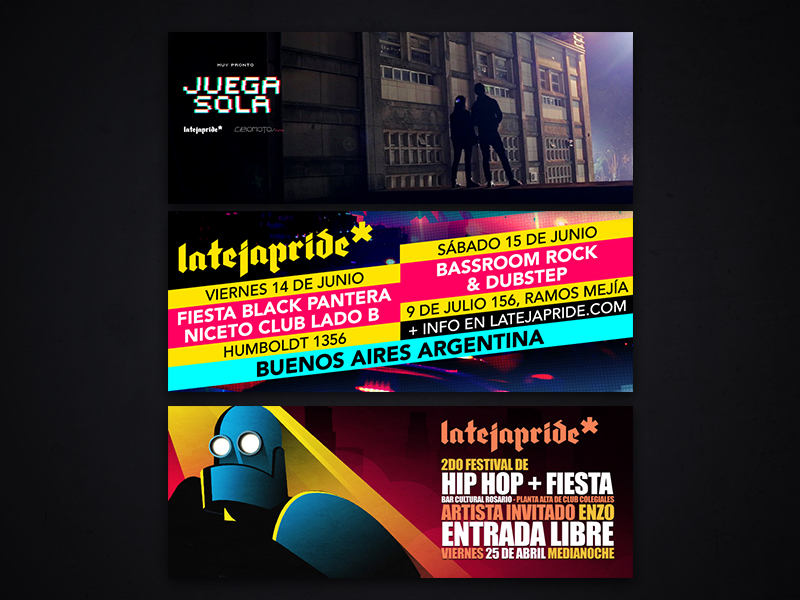 MUY PRONTO
JUEGA
SOLA
latejapride*
latejapride*
VIERNES 14 DE JUNIO
FIESTA BLACK PANTERA
NICETO CLUB LADO B
HUMBOLDT 1356
SÁBADO 15 DE JUNIO
BASSROOM ROCK
& DUBSTEP
9 DE JULIO 156, RAMOS MEJÍA
+ INFO EN LATEJAPRIDE.COM
BUENOS AIRES ARGENTINA
latejapride*
2DO FESTIVAL DE
HIP HOP + FIESTA
BAR CULTURAL ROSARIO - PLANTA ALTA DE CLUB COLEGIALES
ARTISTA INVITADO ENZO
ENTRADA LIBRE
VIERNES 25 DE ABRIL MEDIANOCHE